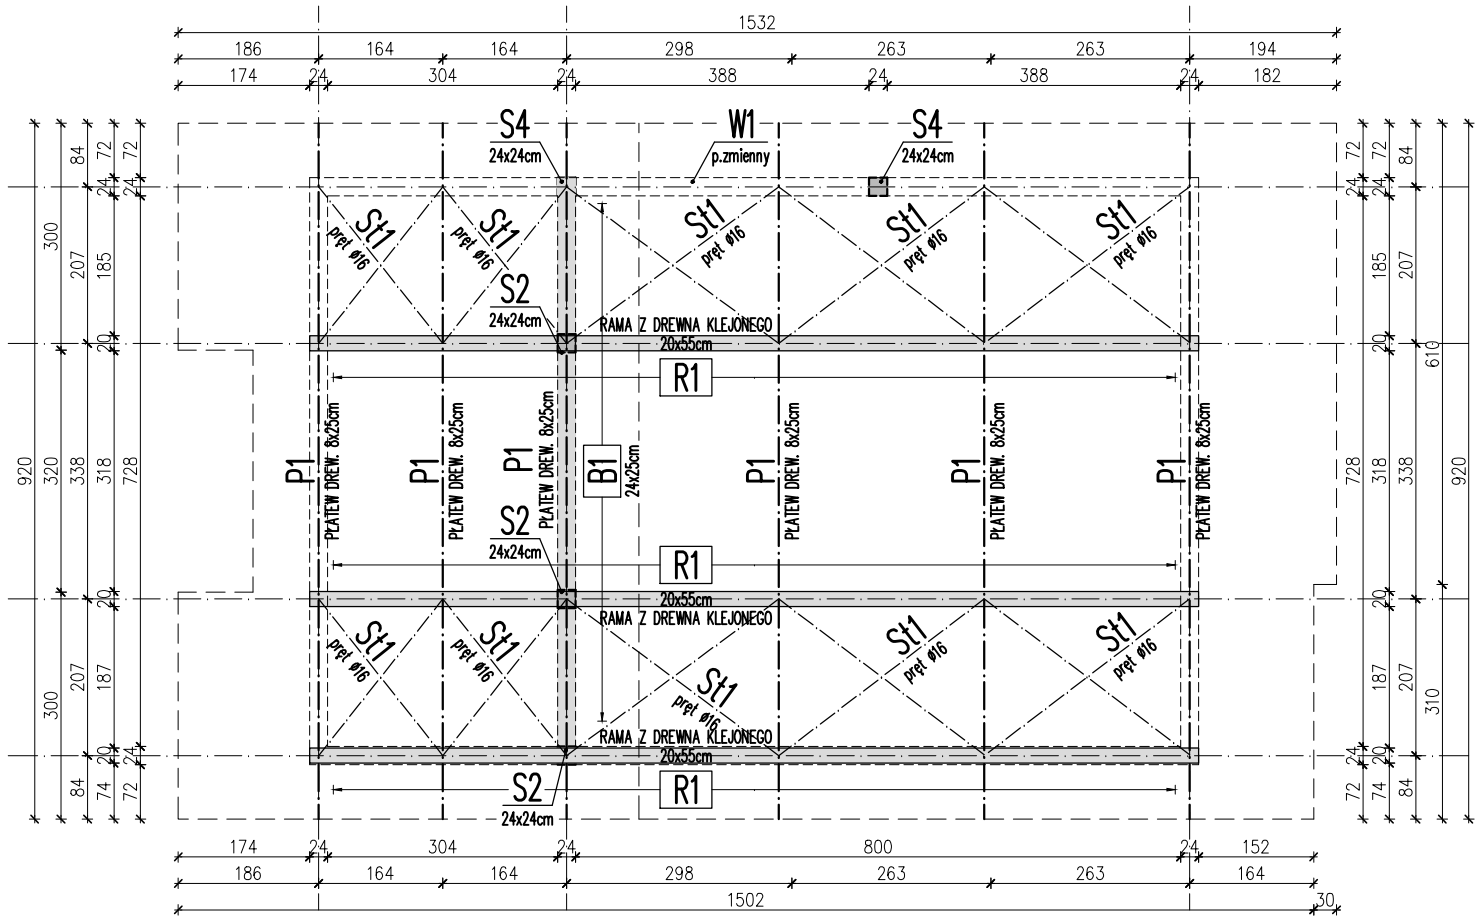 1532
186 164 164 298 263 263 194
174 24 304 24 388 24 388 24 182
S4
24x24cm
W1
p.zmienny
S4
24x24cm
84 72 72
24 24
300 207 185
20
920 320 338 318 728
20
300 207 187
20 24
84 74 72
72 72 84
24 24
185 207
20
610
728 318 338 920
20
187 207 310
24 20
72 74 84
St1
pręt ø16
St1
pręt ø16
St1
pręt ø16
St1
pręt ø16
St1
pręt ø16
S2
24x24cm
RAMA Z DREWNA KLEJONEGO
20x55cm
R1
P1
PŁATEW DREW. 8x25cm
P1
PŁATEW DREW. 8x25cm
P1
PŁATEW DREW. 8x25cm
B1
24x25cm
P1
PŁATEW DREW. 8x25cm
P1
PŁATEW DREW. 8x25cm
P1
PŁATEW DREW. 8x25cm
S2
24x24cm
R1
20x55cm
RAMA Z DREWNA KLEJONEGO
St1
pręt ø16
St1
pręt ø16
St1
pręt ø16
St1
pręt ø16
St1
pręt ø16
RAMA Z DREWNA KLEJONEGO
20x55cm
S2
24x24cm
R1
174 24 304 24 800 24 152
186 164 164 298 263 263 164
1502 30